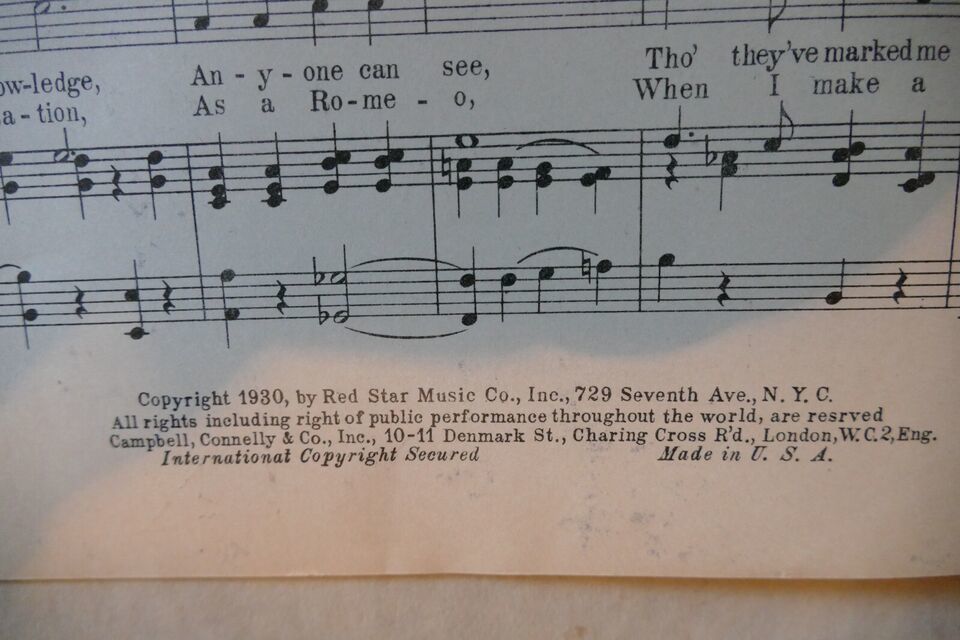 ow-ledge, An - y - one can see, Tho' they've marked me
a - tion, As a Ro - me - o, When I make a
Copyright 1930, by Red Star Music Co., Inc., 729 Seventh Ave., N. Y. C.
All rights including right of public performance throughout the world, are resrved
Campbell, Connelly & Co., Inc., 10-11 Denmark St., Charing Cross R'd., London, W.C.2, Eng.
International Copyright Secured Made in U. S. A.